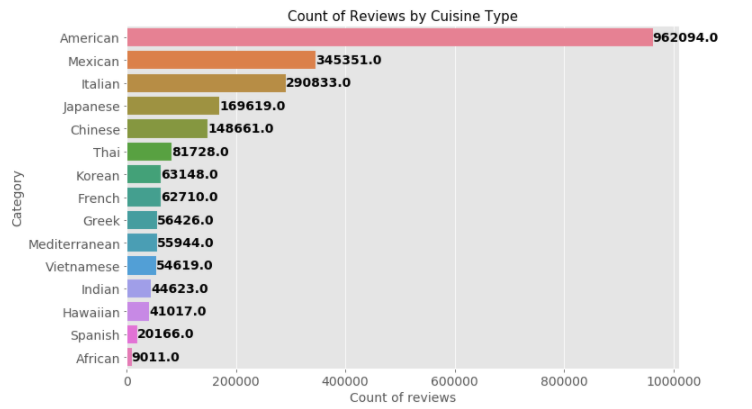 Count of Reviews by Cuisine Type
American 962094.0
Mexican 345351.0
Italian 290833.0
Japanese 169619.0
Chinese 148661.0
Thai 81728.0
Korean 63148.0
French 62710.0
Greek 56426.0
Mediterranean 55944.0
Vietnamese 54619.0
Indian 44623.0
Hawaiian 41017.0
Spanish 20166.0
African 9011.0
Category
0 200000 400000 600000 800000 1000000
Count of reviews